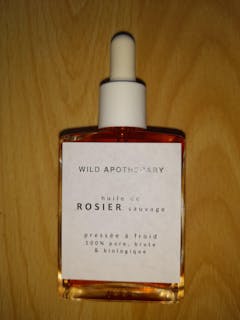 WILD APOTHECARY
huile de
ROSIER sauvage
pressée à froid
100% pure, brute
& biologique